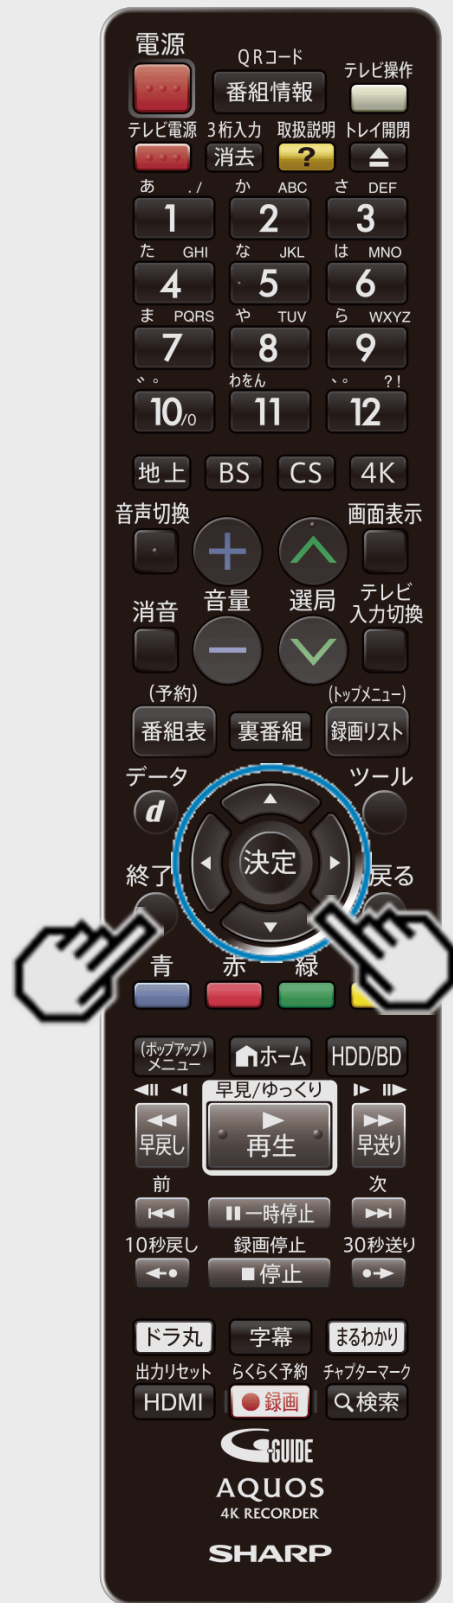 電源
QRコード
番組情報
テレビ操作
テレビ電源 3桁入力 取扱説明 トレイ開閉
消去 ?
あ ./ か ABC さ DEF
1 2 3
た GHI な JKL は MNO
4 5 6
ま PQRS や TUV ら WXYZ
7 8 9
゛゜ わをん 、。 ?!
10/0 11 12
地上 BS CS 4K
音声切換 画面表示
消音 音量 選局 テレビ
入力切換
(予約) (トップメニュー)
番組表 裏番組 録画リスト
データ ツール
d
決定
終了 戻る
青 赤 緑
(ポップアップ)
メニュー ホーム HDD/BD
早見/ゆっくり
早戻し 再生 早送り
前 次
一時停止
10秒戻し 録画停止 30秒送り
停止
ドラ丸 字幕 まるわかり
出力リセット らくらく予約 チャプターマーク
HDMI 録画 検索
G-GUIDE
AQUOS
4K RECORDER
SHARP